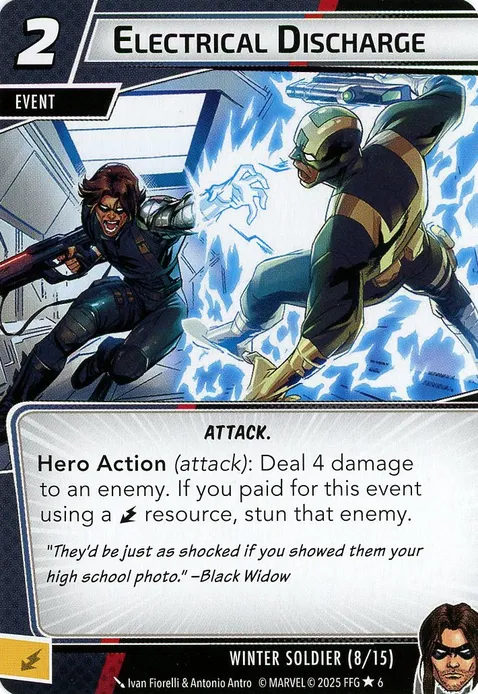 2
ELECTRICAL DISCHARGE
EVENT
ATTACK.
Hero Action (attack): Deal 4 damage
to an enemy. If you paid for this event
using a resource, stun that enemy.
"They'd be just as shocked if you showed them your
high school photo." –Black Widow
WINTER SOLDIER (8/15)
Ivan Fiorelli & Antonio Antro © MARVEL © 2025 FFG ★ 6